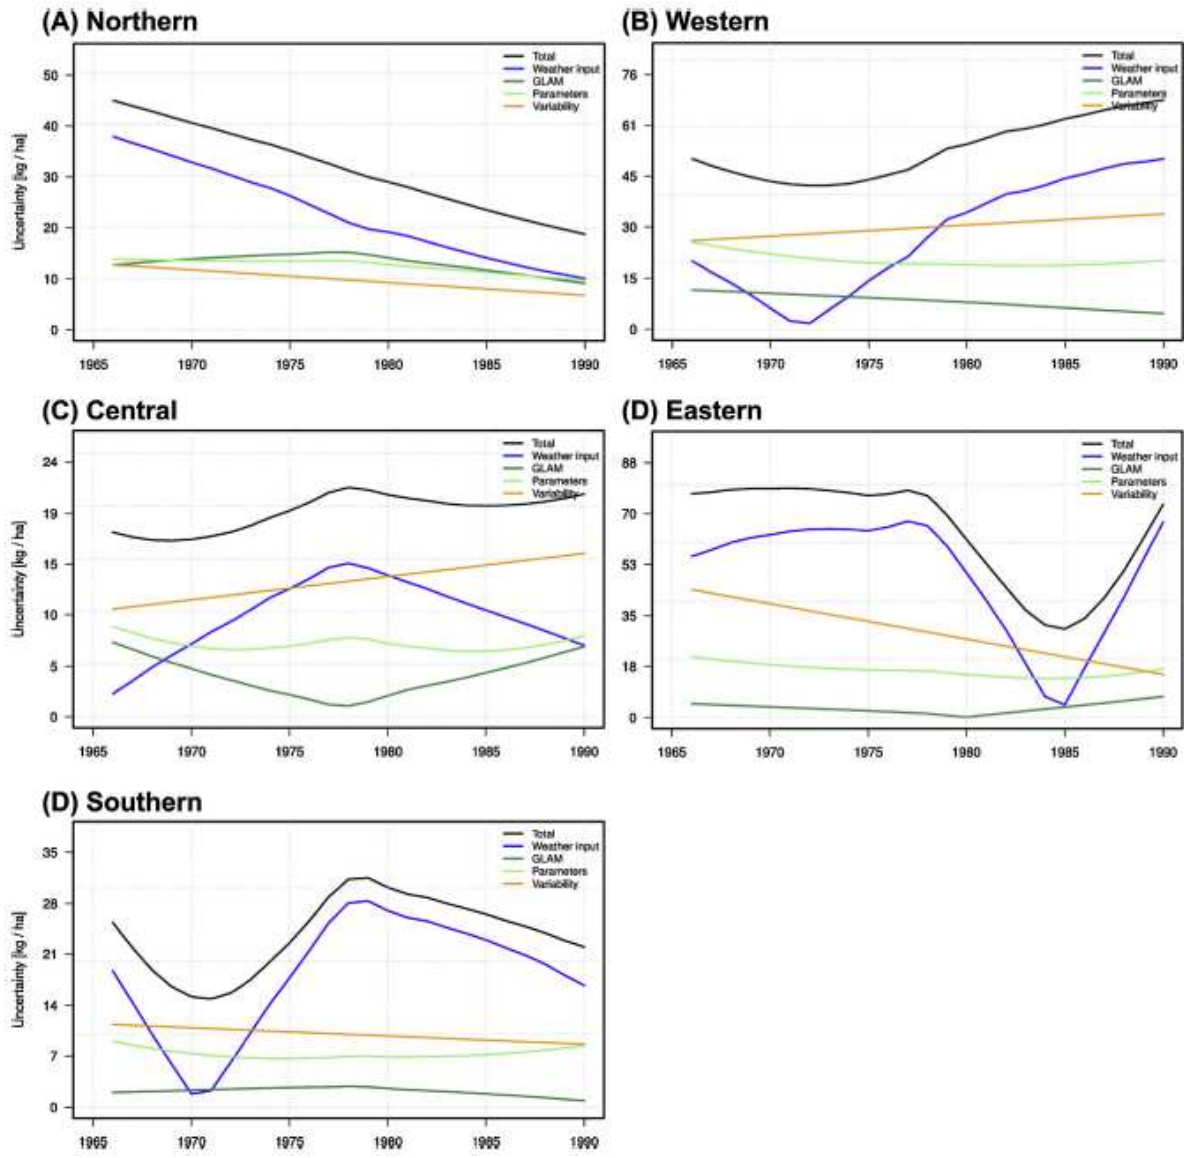 (A) Northern
Uncertainty [kg / ha]
50
40
30
20
10
0
1965 1970 1975 1980 1985 1990
Total
Weather input
GLAM
Parameters
Variability
(B) Western
76
61
45
30
15
0
1965 1970 1975 1980 1985 1990
Total
Weather input
GLAM
Parameters
Variability
(C) Central
Uncertainty [kg / ha]
24
19
15
10
5
0
1965 1970 1975 1980 1985 1990
Total
Weather input
GLAM
Parameters
Variability
(D) Eastern
88
70
53
35
18
0
1965 1970 1975 1980 1985 1990
Total
Weather input
GLAM
Parameters
Variability
(D) Southern
Uncertainty [kg / ha]
35
28
21
14
7
0
1965 1970 1975 1980 1985 1990
Total
Weather input
GLAM
Parameters
Variability